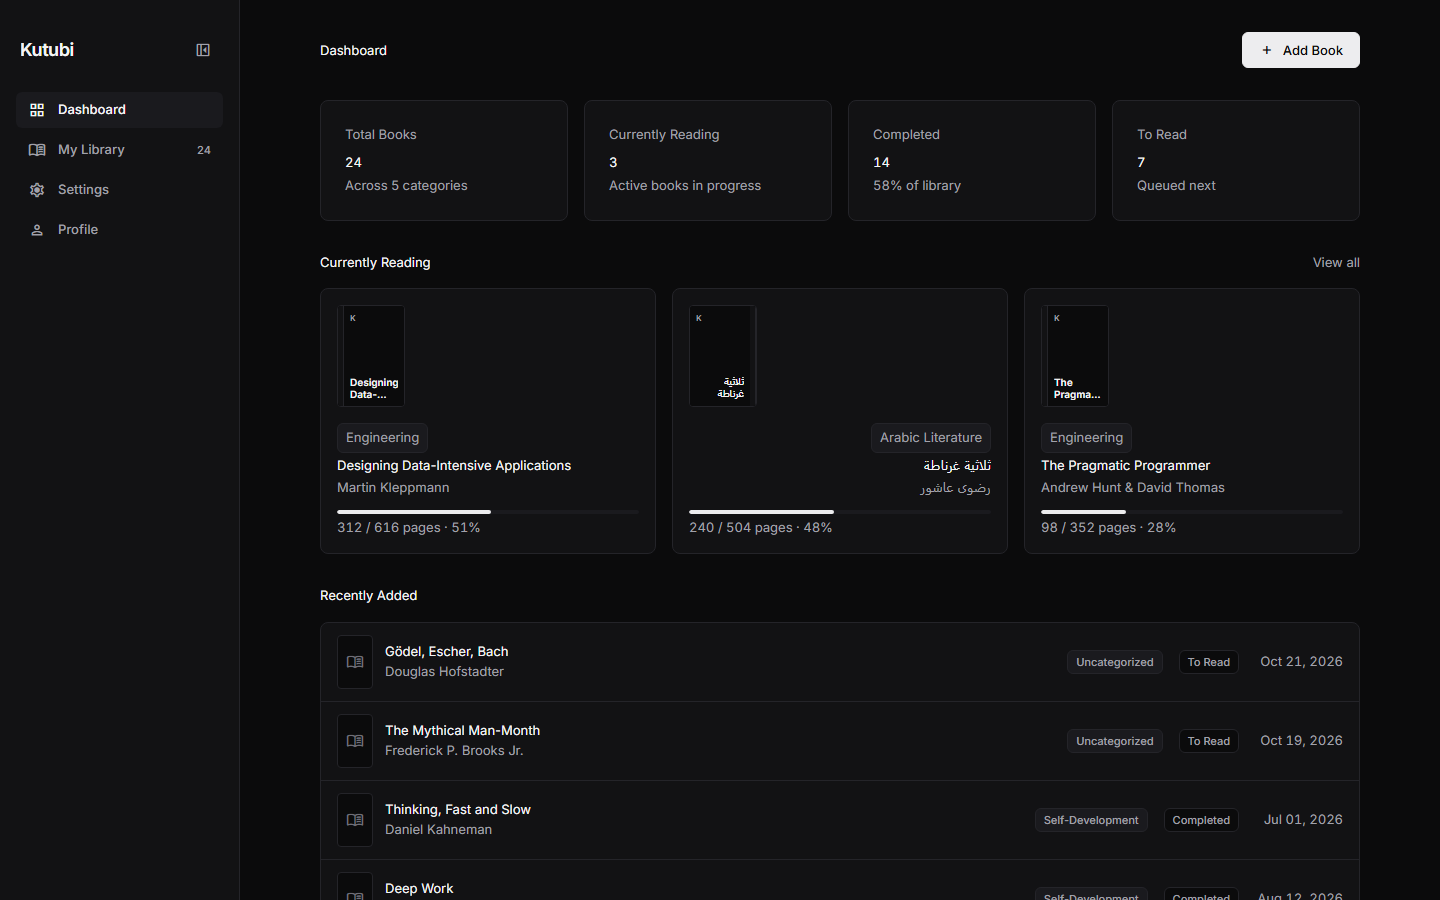 Kutubi
Dashboard
My Library 24
Settings
Profile
Dashboard
+ Add Book
Total Books
24
Across 5 categories
Currently Reading
3
Active books in progress
Completed
14
58% of library
To Read
7
Queued next
Currently Reading
View all
K
Designing
Data-...
Engineering
Designing Data-Intensive Applications
Martin Kleppmann
312 / 616 pages · 51%
K
ثلاثية
غرناطة
Arabic Literature
ثلاثية غرناطة
رضوى عاشور
240 / 504 pages · 48%
K
The
Pragma...
Engineering
The Pragmatic Programmer
Andrew Hunt & David Thomas
98 / 352 pages · 28%
Recently Added
Gödel, Escher, Bach
Douglas Hofstadter
Uncategorized To Read Oct 21, 2026
The Mythical Man-Month
Frederick P. Brooks Jr.
Uncategorized To Read Oct 19, 2026
Thinking, Fast and Slow
Daniel Kahneman
Self-Development Completed Jul 01, 2026
Deep Work
Self-Development Completed Aug 12, 2026